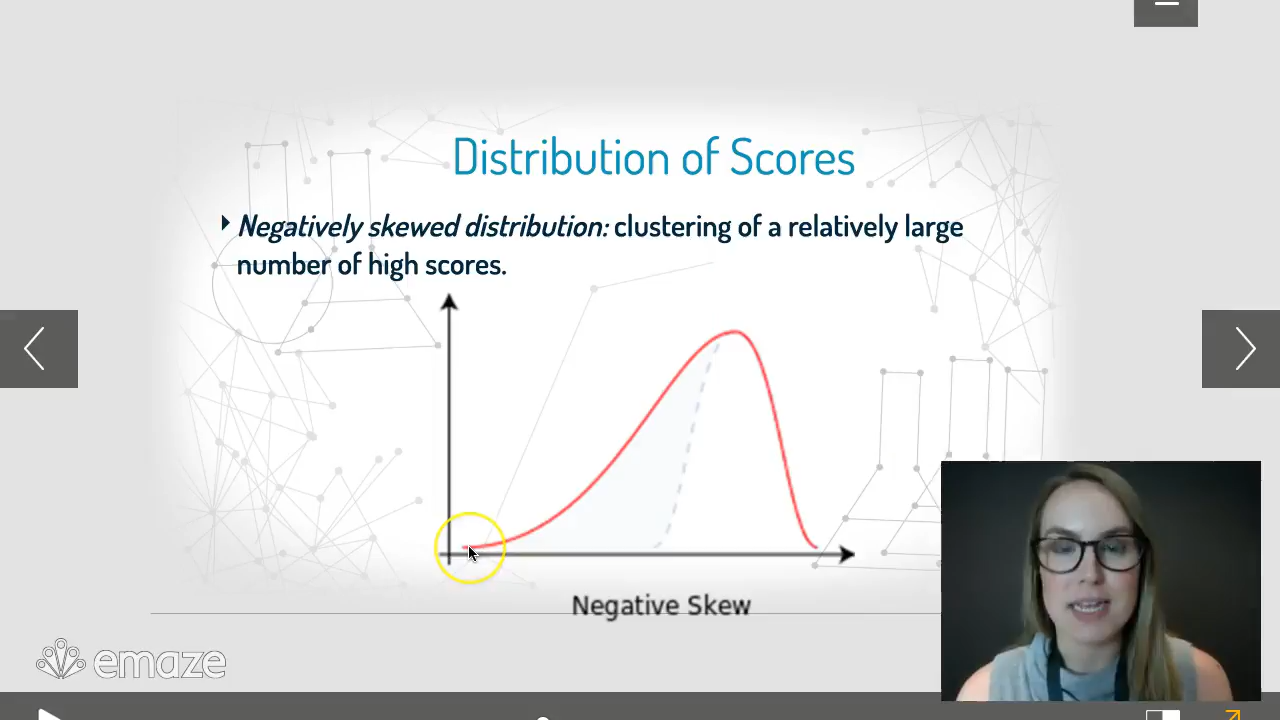 Distribution of Scores
Negatively skewed distribution: clustering of a relatively large
number of high scores.
Negative Skew
emaze